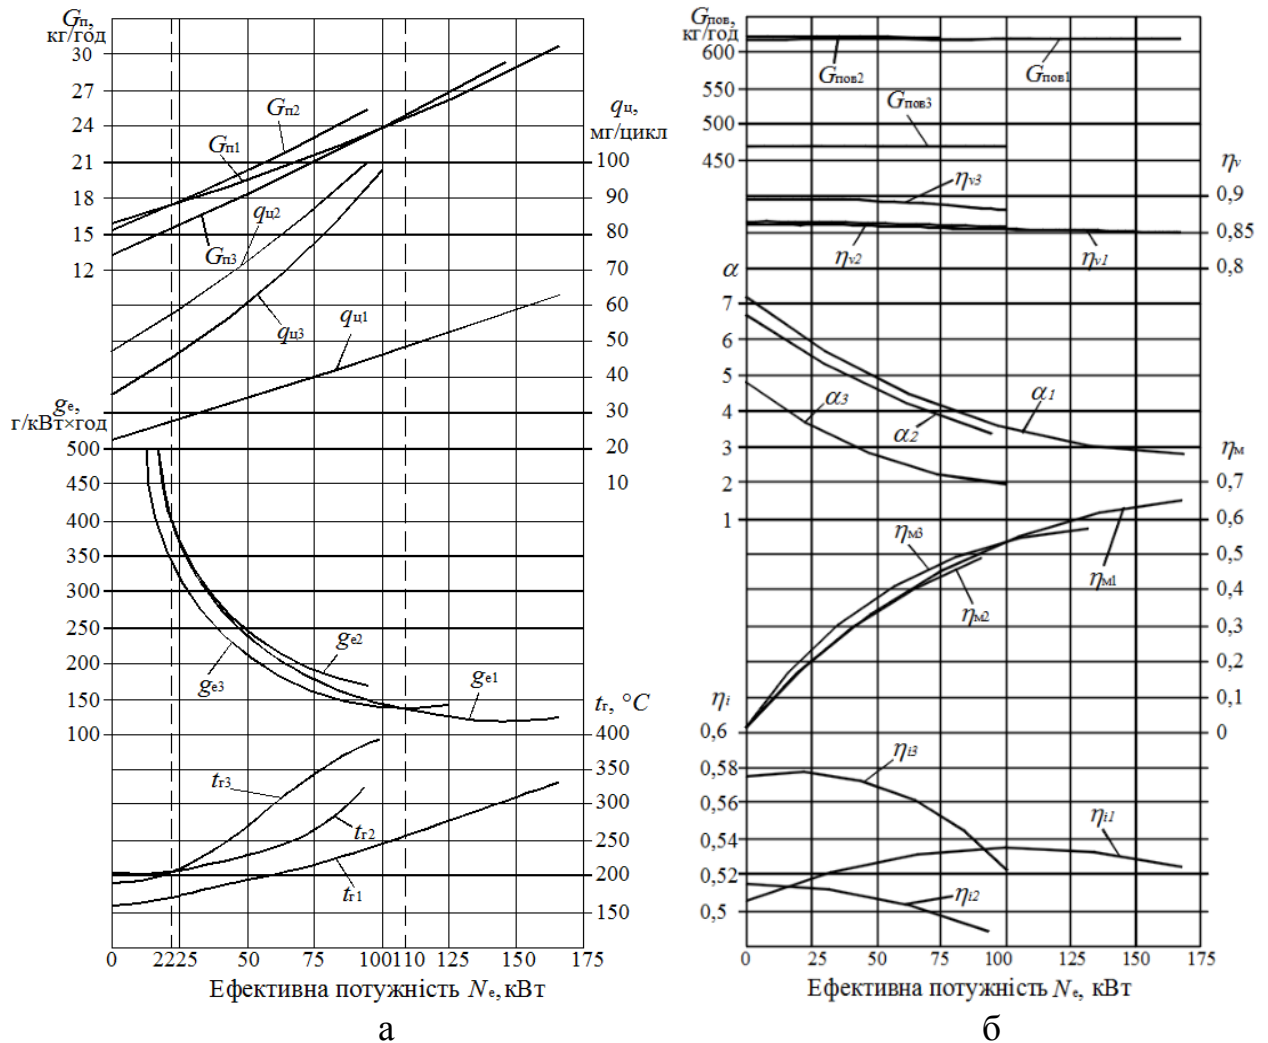 Gп,
кг/год
30
27
24
21
18
15
12
Gп2
Gп1
Gп3
qц,
мг/цикл
100
90
80
70
60
50
40
30
20
10
qц2
qц3
qц1
gе,
г/кВт×год
500
450
400
350
300
250
200
150
100
gе2
gе3
gе1
tг, °C
400
350
300
250
200
150
tг3
tг2
tг1
0 22 25 50 75 100 110 125 150 175
Ефективна потужність Nе, кВт
а
Gпов,
кг/год
600
550
500
450
Gпов2
Gпов1
Gпов3
ηv
0,9
0,85
0,8
ηv3
ηv2
ηv1
α
7
6
5
4
3
2
1
α3
α2
α1
ηм
0,7
0,6
0,5
0,4
0,3
0,2
0,1
0
ηм3
ηм1
ηм2
ηi
0,6
0,58
0,56
0,54
0,52
0,5
ηi3
ηi1
ηi2
0 25 50 75 100 125 150 175
Ефективна потужність Nе, кВт
б